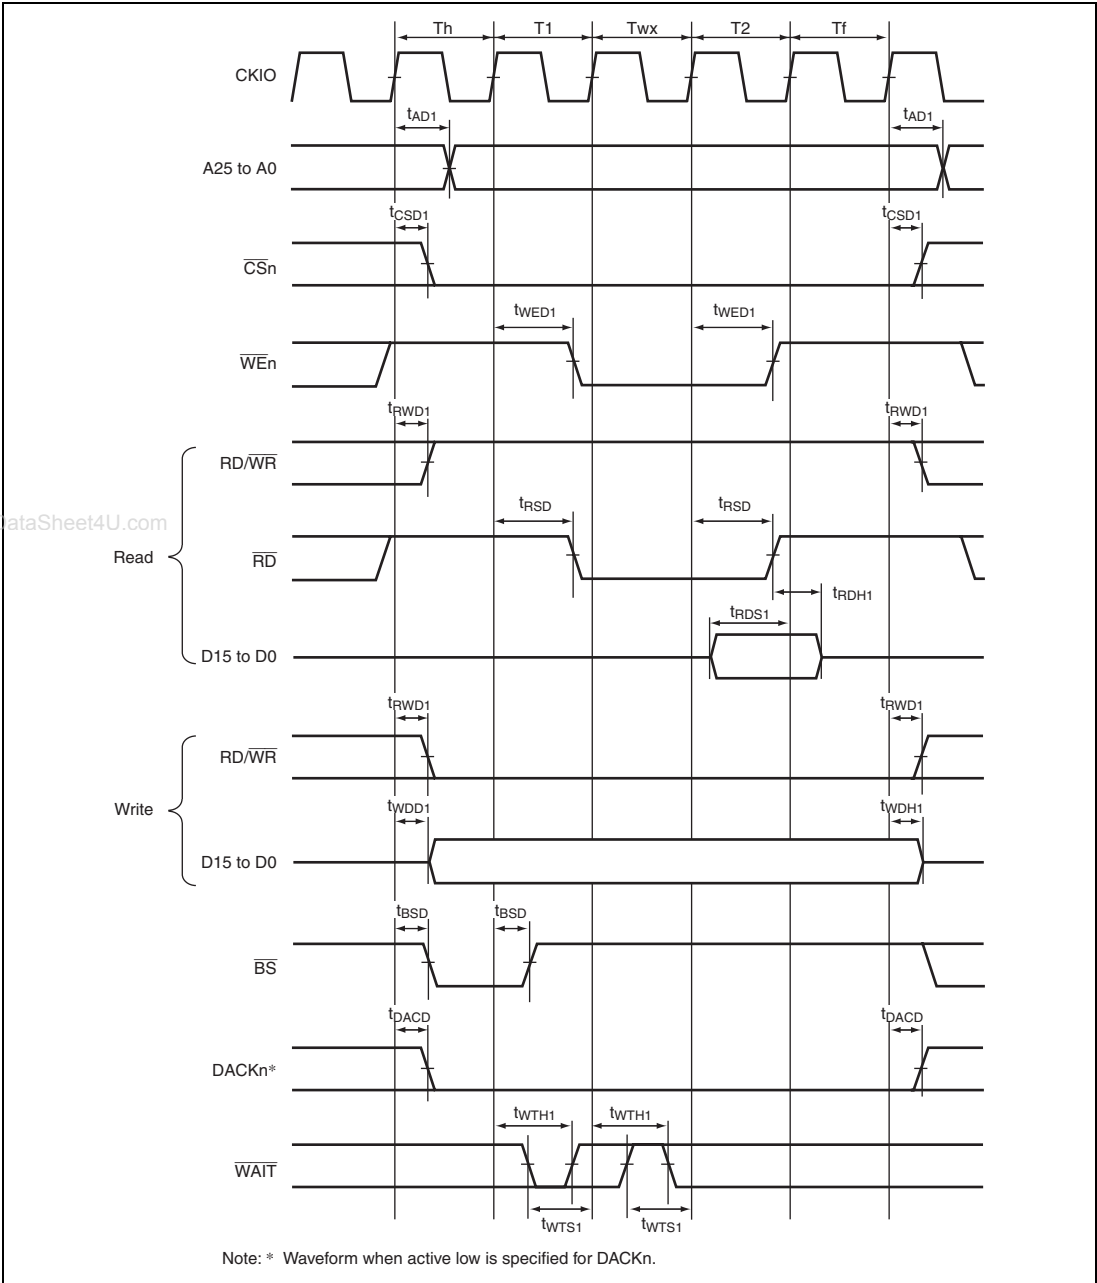 Th T1 Twx T2 Tf
CKIO
tAD1 tAD1
A25 to A0
tCSD1 tCSD1
CSn
tWED1 tWED1
WEn
tRWD1 tRWD1
RD/WR
tRSD tRSD
Read
RD
tRDH1
tRDS1
D15 to D0
tRWD1 tRWD1
RD/WR
tWDD1 tWDH1
Write
D15 to D0
tBSD tBSD
BS
tDACD tDACD
DACKn*
tWTH1 tWTH1
WAIT
tWTS1 tWTS1
Note: * Waveform when active low is specified for DACKn.
ataSheet4U.com